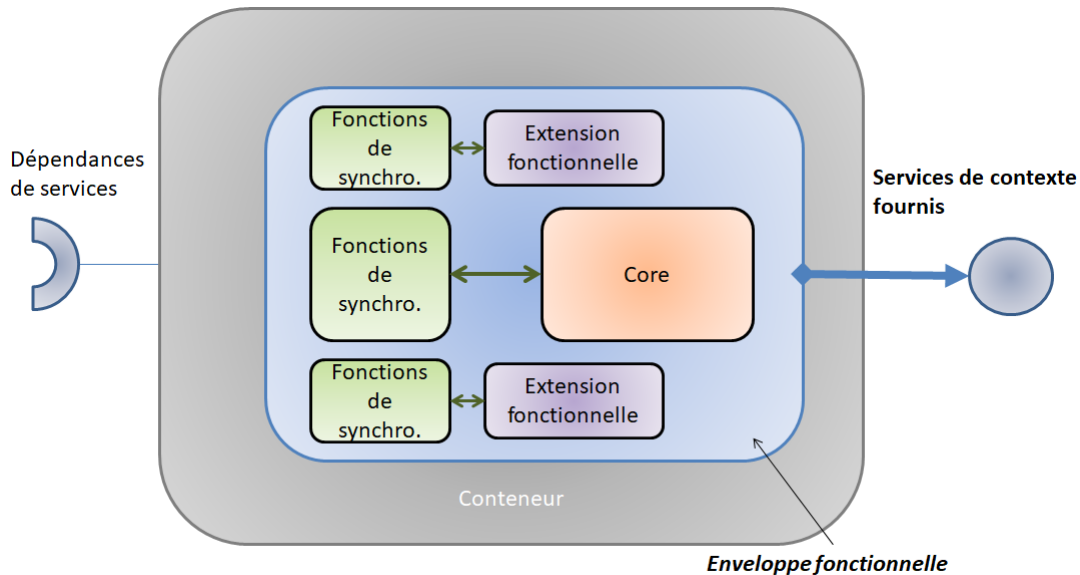 Dépendances
de services
Fonctions
de
synchro.
Extension
fonctionnelle
Fonctions
de
synchro.
Core
Fonctions
de
synchro.
Extension
fonctionnelle
Conteneur
Services de contexte
fournis
Enveloppe fonctionnelle